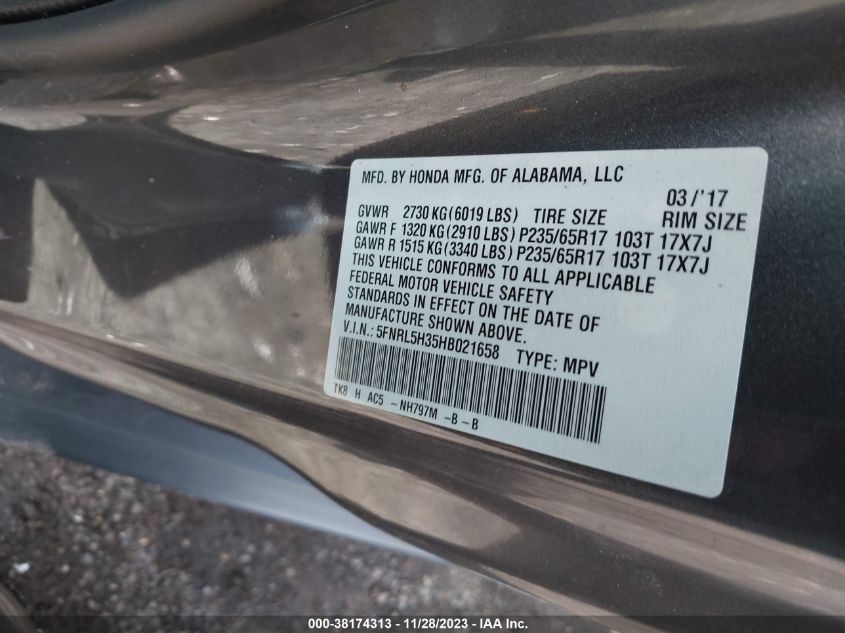 MFD. BY HONDA MFG. OF ALABAMA, LLC
03/'17
GVWR 2730 KG(6019 LBS) TIRE SIZE RIM SIZE
GAWR F 1320 KG(2910 LBS) P235/65R17 103T 17X7J
GAWR R 1515 KG(3340 LBS) P235/65R17 103T 17X7J
THIS VEHICLE CONFORMS TO ALL APPLICABLE
FEDERAL MOTOR VEHICLE SAFETY
STANDARDS IN EFFECT ON THE DATE OF
MANUFACTURE SHOWN ABOVE.
V.I.N.: 5FNRL5H35HB021658 TYPE: MPV
TK8 H AC5 -NH797M -B-B
000-38174313 - 11/28/2023 - IAA Inc.